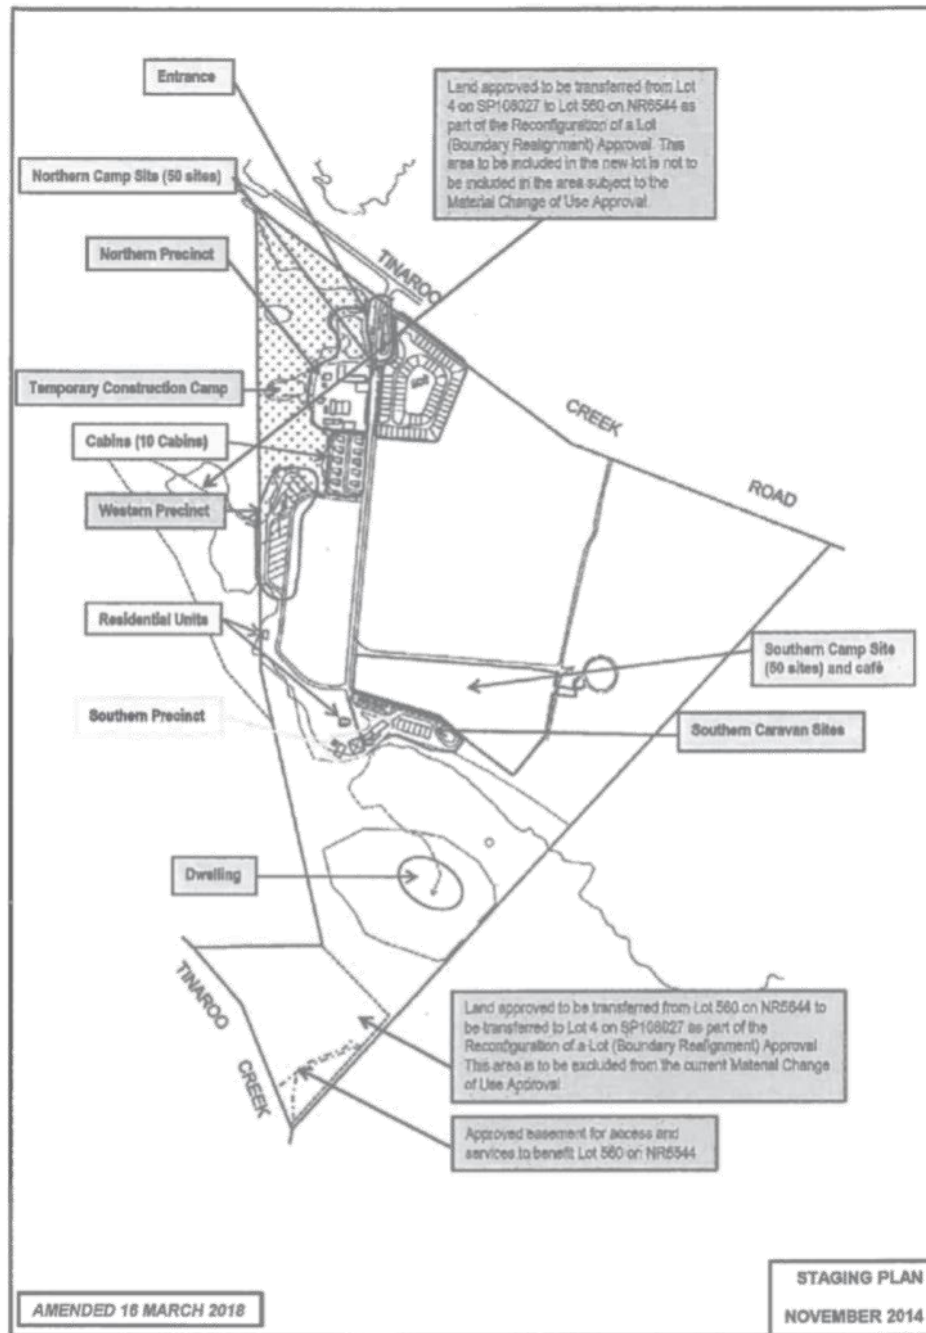 Entrance
Land approved to be transferred from Lot
4 on SP108027 to Lot 560 on NR6544 as
part of the Reconfiguration of a Lot
(Boundary Realignment) Approval. This
area to be included in the new lot is not to
be included in the area subject to the
Material Change of Use Approval
Northern Camp Site (50 sites)
Northern Precinct
TINAROO
Temporary Construction Camp
CREEK
Cabins (10 Cabins)
ROAD
Western Precinct
Residential Units
Southern Camp Site
(50 sites) and café
Southern Precinct
Southern Caravan Sites
Dwelling
TINAROO
CREEK
Land approved to be transferred from Lot 560 on NR6544 to
be transferred to Lot 4 on SP108027 as part of the
Reconfiguration of a Lot (Boundary Realignment) Approval
This area is to be excluded from the current Material Change
of Use Approval
Approved easement for access and
services to benefit Lot 560 on NR6544
AMENDED 16 MARCH 2018
STAGING PLAN
NOVEMBER 2014